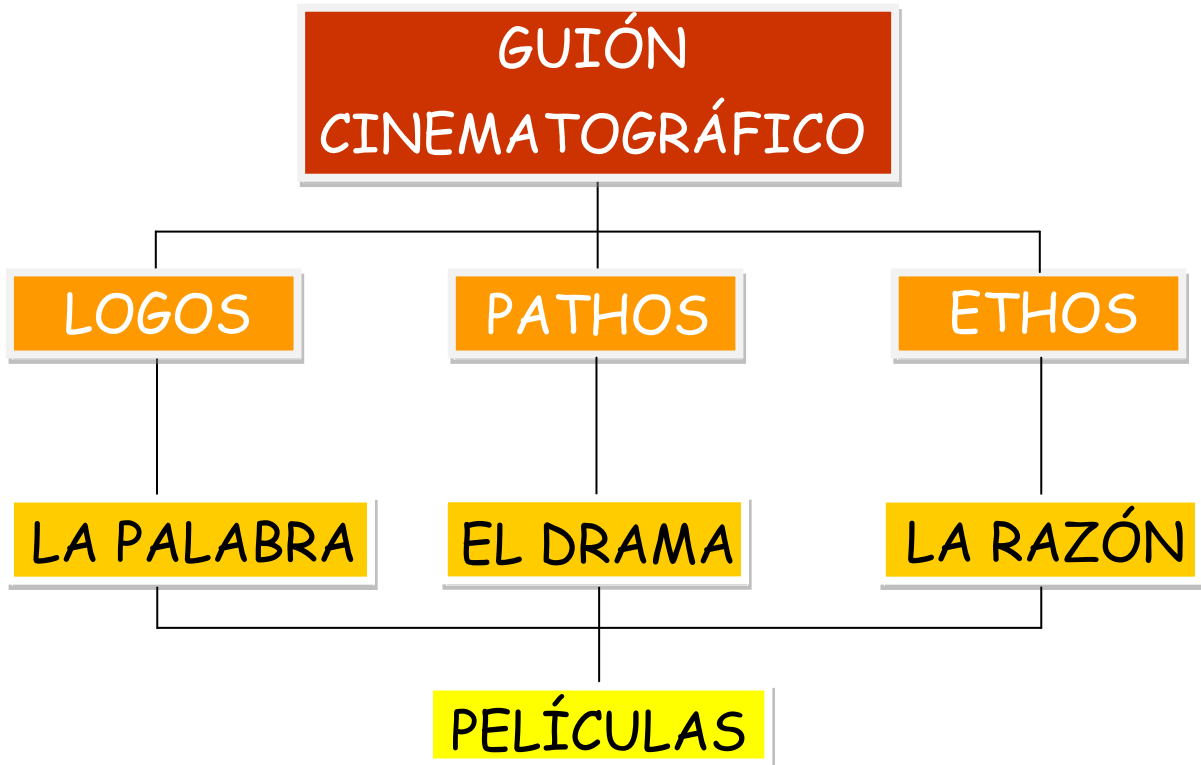 GUIÓN
CINEMATOGRÁFICO
LOGOS
PATHOS
ETHOS
LA PALABRA
EL DRAMA
LA RAZÓN
PELÍCULAS